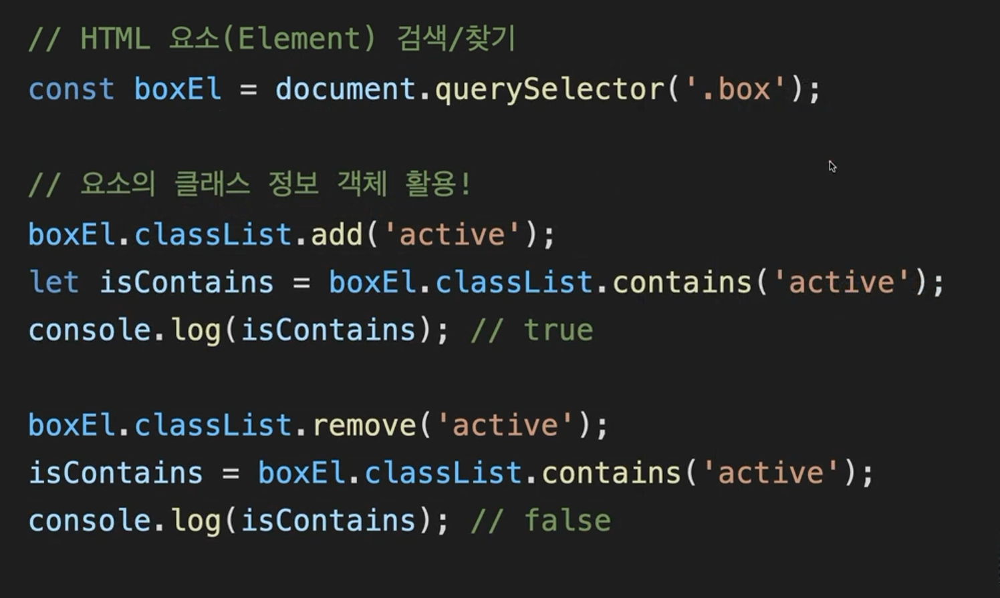 // HTML 요소(Element) 검색/찾기
const boxEl = document.querySelector('.box');
// 요소의 클래스 정보 객체 활용!
boxEl.classList.add('active');
let isContains = boxEl.classList.contains('active');
console.log(isContains); // true
boxEl.classList.remove('active');
isContains = boxEl.classList.contains('active');
console.log(isContains); // false